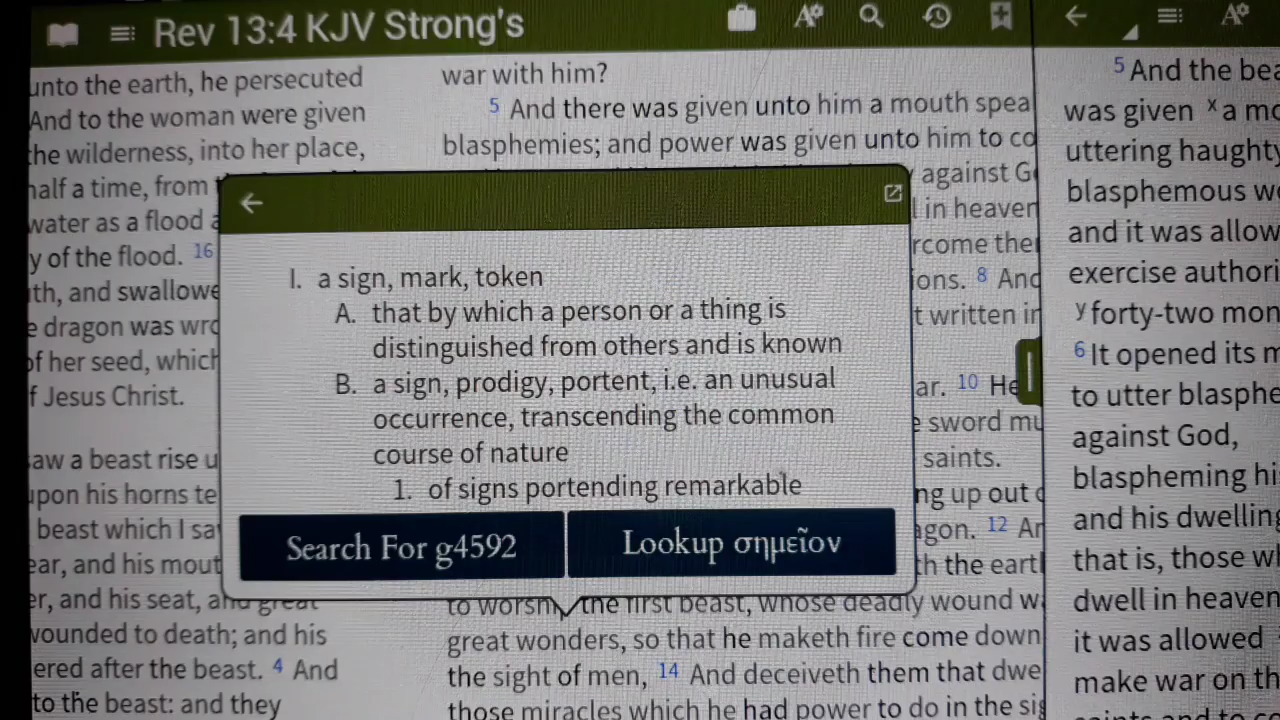 Rev 13:4 KJV Strong's
unto the earth, he persecuted
And to the woman were given
the wilderness, into her place,
half a time, from
water as a flood
y of the flood. 16
and swallowe
e dragon was
of her seed, which
f Jesus Christ.
saw a beast rise u
upon his horns te
beast which I sa
and his mout
er, and his seat, and great
wounded to death; and his
ered after the beast. 4 And
to the beast: and they
war with him?
5 And there was given unto him a mouth spea
blasphemies; and power was given unto him to co
against G
in heaven
rcome the
ions. 8 And
t written in
ar. 10 He
e sword mu
saints.
ng up out o
agon. 12 A
th the eart
I. a sign, mark, token
A. that by which a person or a thing is
distinguished from others and is known
B. a sign, prodigy, portent, i.e. an unusual
occurrence, transcending the common
course of nature
1. of signs portending remarkable
Search For g4592
Lookup σημεῖον
to worship the first beast, whose deadly wound w
great wonders, so that he maketh fire come down
the sight of men, 14 And deceiveth them that dwe
those miracles which he had power to do in the sig
5 And the bea
was given x a mo
uttering haughty
blasphemous wo
and it was allow
exercise authori
y forty-two mon
6 It opened its m
to utter blasphe
against God,
blaspheming hi
and his dwelling
that is, those w
dwell in heaven
it was allowed
make war on th